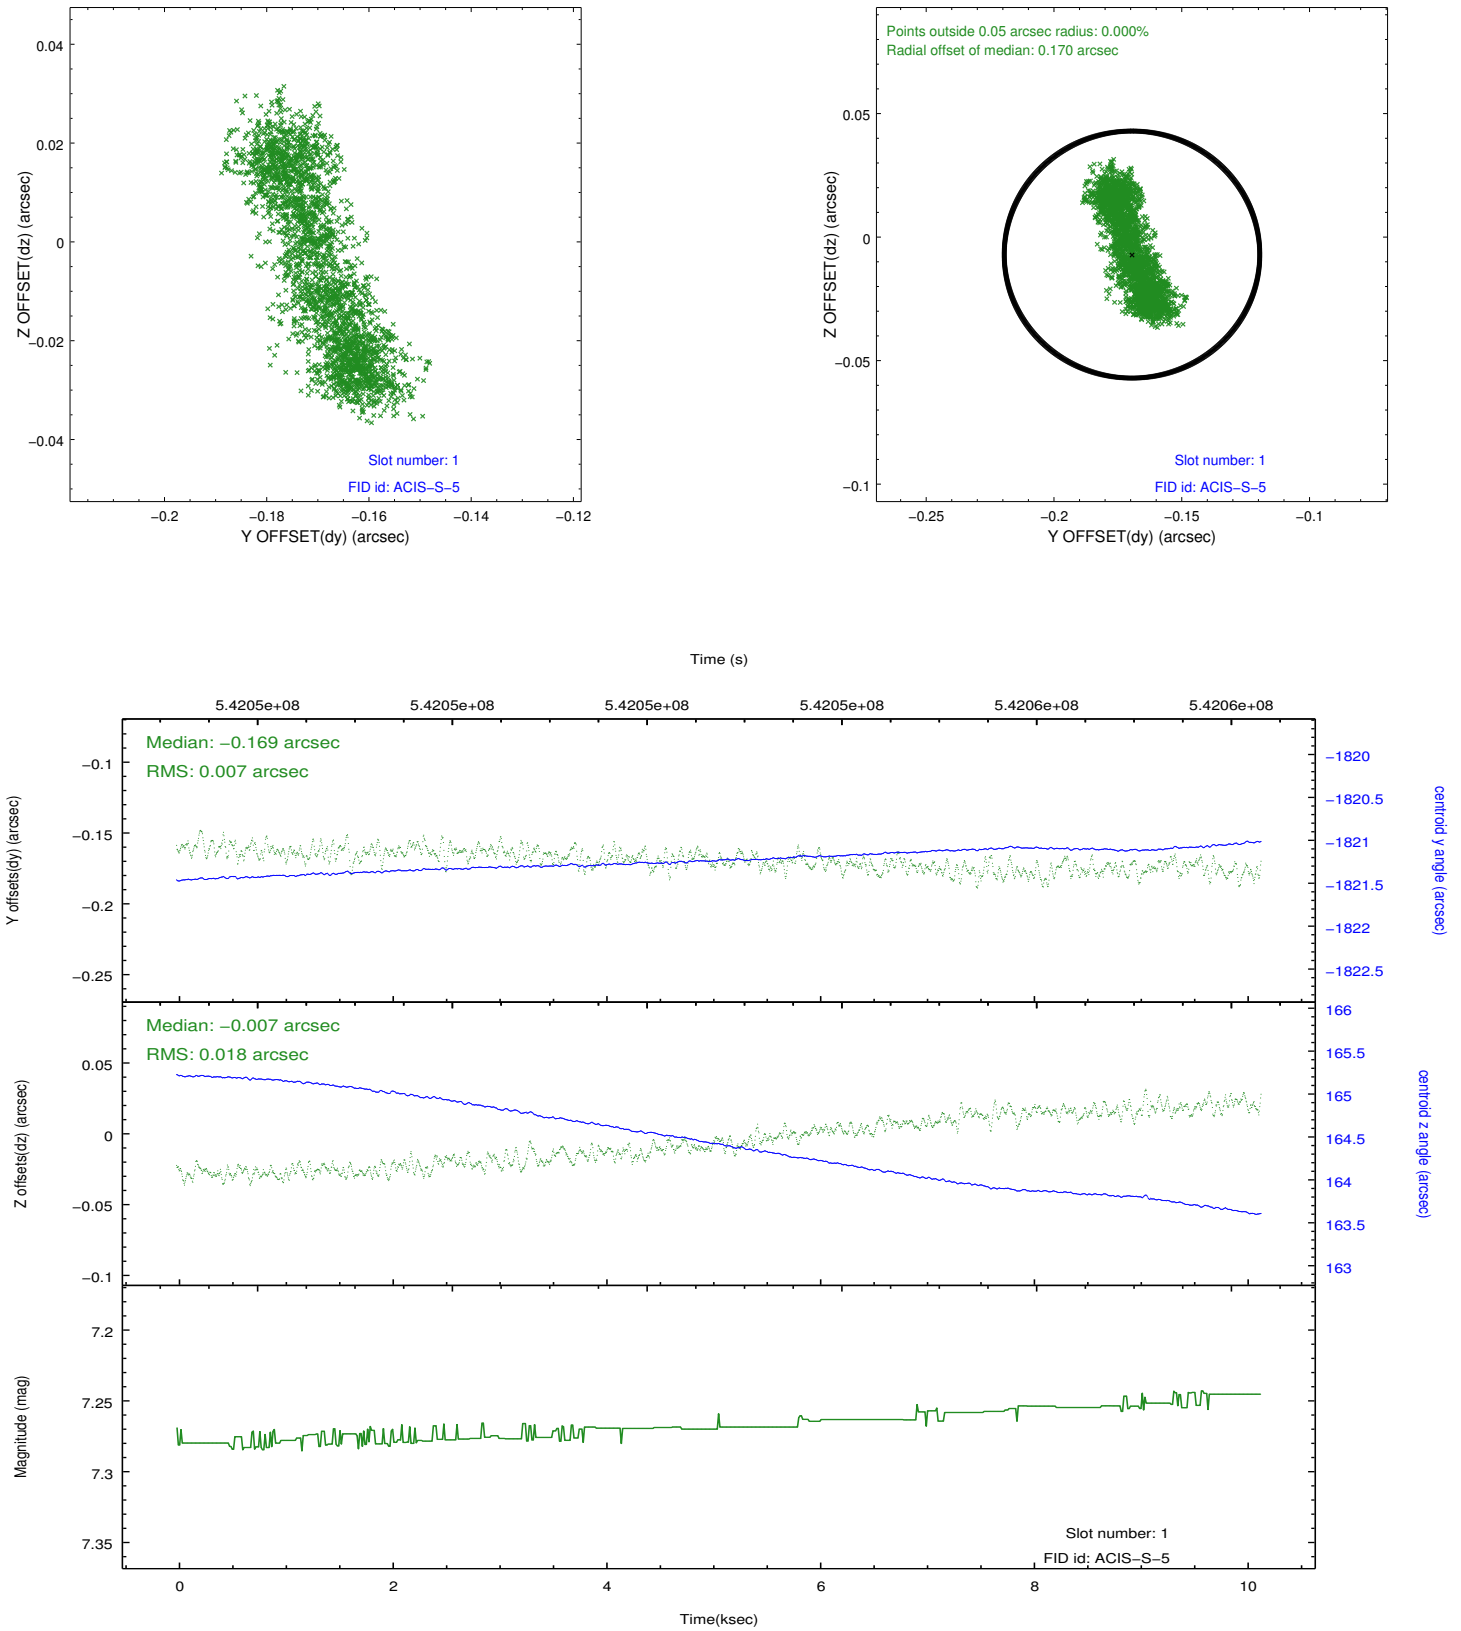 0.04
0.02
0
−0.02
−0.04
Z OFFSET(dz) (arcsec)
Slot number: 1
FID id: ACIS−S−5
−0.2 −0.18 −0.16 −0.14 −0.12
Y OFFSET(dy) (arcsec)
Points outside 0.05 arcsec radius: 0.000%
Radial offset of median: 0.170 arcsec
0.05
0
−0.05
−0.1
Z OFFSET(dz) (arcsec)
Slot number: 1
FID id: ACIS−S−5
−0.25 −0.2 −0.15 −0.1
Y OFFSET(dy) (arcsec)
Time (s)
5.4205e+08 5.4205e+08 5.4205e+08 5.4205e+08 5.4206e+08 5.4206e+08
Median: −0.169 arcsec
RMS: 0.007 arcsec
−0.1
−0.15
−0.2
−0.25
Y offsets(dy) (arcsec)
−1820
−1820.5
−1821
−1821.5
−1822
−1822.5
centroid y angle (arcsec)
Median: −0.007 arcsec
RMS: 0.018 arcsec
0.05
0
−0.05
−0.1
Z offsets(dz) (arcsec)
166
165.5
165
164.5
164
163.5
163
centroid z angle (arcsec)
7.2
7.25
7.3
7.35
Magnitude (mag)
Slot number: 1
FID id: ACIS−S−5
0 2 4 6 8 10
Time(ksec)